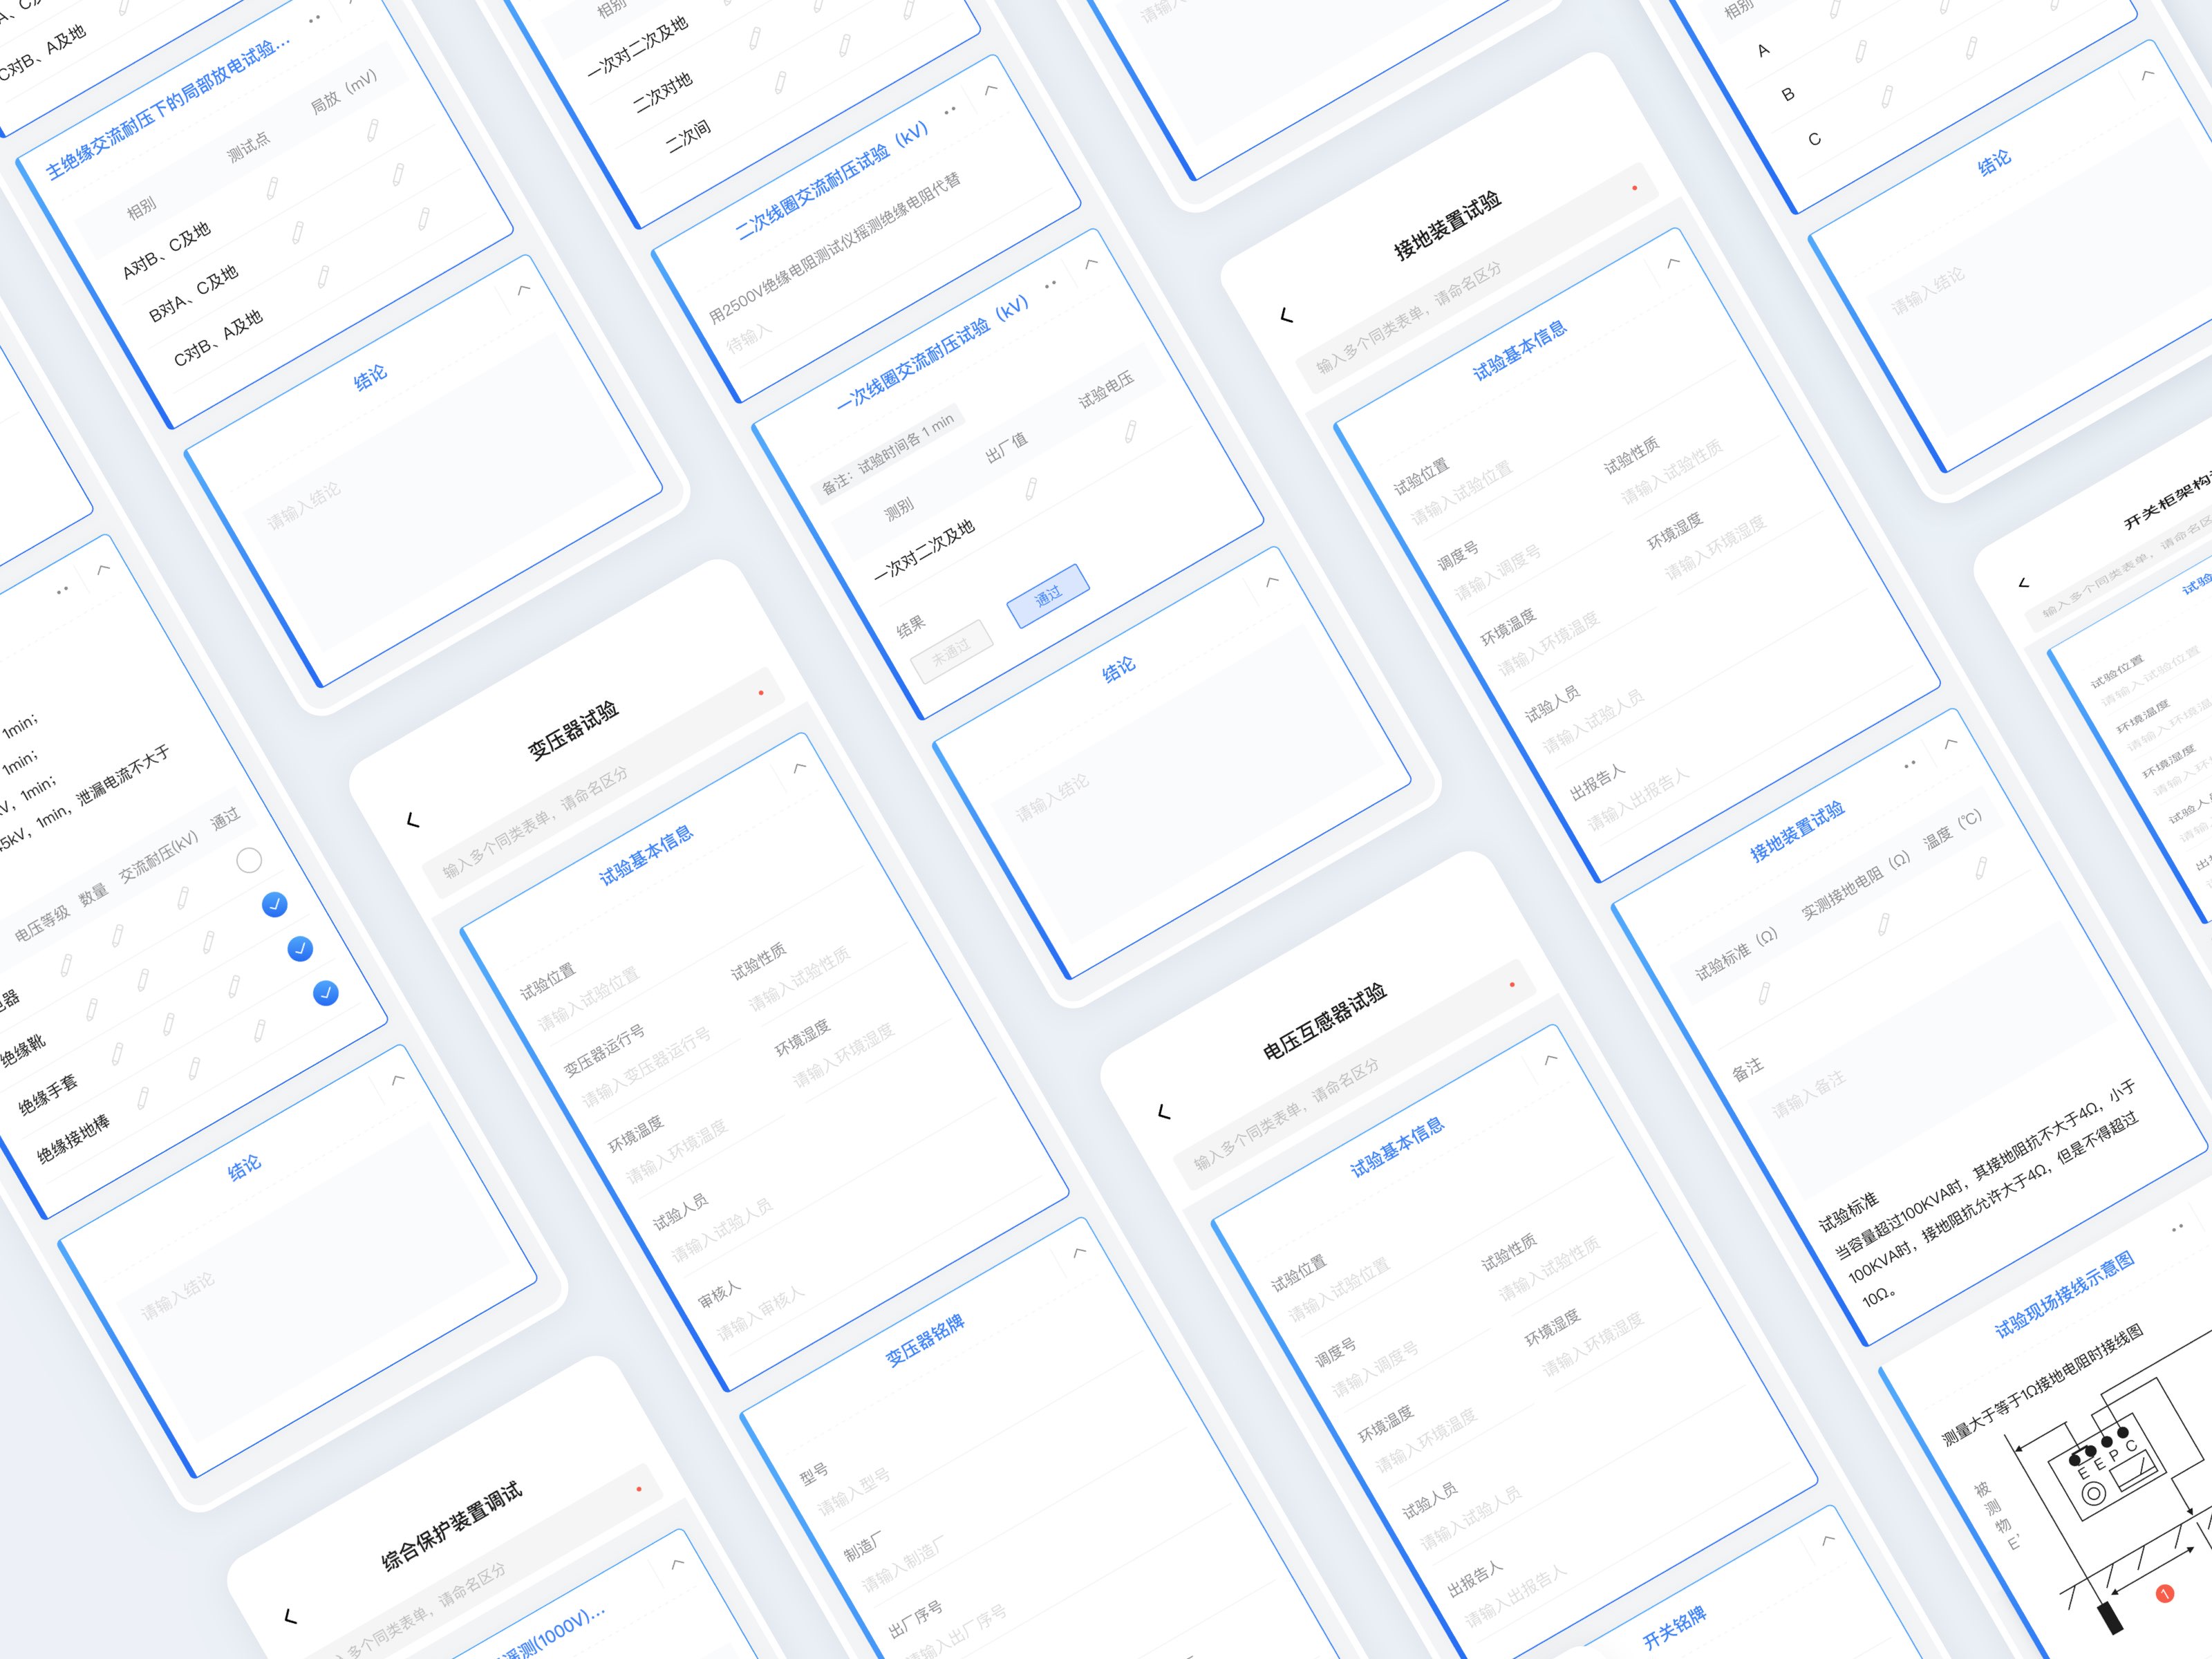 C对B、A及地
主绝缘交流耐压下的局部放电试验...
相别
测试点
局放（mV）
A对B、C及地
B对A、C及地
C对B、A及地
结论
请输入结论
1min；
1min；
V，1min；
5kV，1min，泄漏电流不大于
电压等级
数量
交流耐压(kV)
通过
绝缘靴
绝缘手套
绝缘接地棒
结论
请输入结论
综合保护装置调试
多个同类表单，请命名区分
(1000V)...
相别
一次对二次及地
二次对地
二次间
二次线圈交流耐压试验（kV）
用2500V绝缘电阻测试仪摇测绝缘电阻代替
待输入
一次线圈交流耐压试验（kV）
备注：试验时间各 1 min
测别
出厂值
试验电压
一次对二次及地
结果
未通过
通过
结论
请输入结论
变压器试验
输入多个同类表单，请命名区分
试验基本信息
试验位置
请输入试验位置
试验性质
请输入试验性质
变压器运行号
请输入变压器运行号
环境湿度
请输入环境湿度
环境温度
请输入环境温度
试验人员
请输入试验人员
审核人
请输入审核人
变压器铭牌
型号
请输入型号
制造厂
请输入制造厂
出厂序号
请输入出厂序号
接地装置试验
输入多个同类表单，请命名区分
试验基本信息
试验位置
请输入试验位置
试验性质
请输入试验性质
调度号
请输入调度号
环境湿度
请输入环境湿度
环境温度
请输入环境温度
试验人员
请输入试验人员
出报告人
请输入出报告人
接地装置试验
试验标准（Ω）
实测接地电阻（Ω）
温度（℃）
备注
请输入备注
试验标准
当容量超过100KVA时，其接地阻抗不大于4Ω，小于
100KVA时，接地阻抗允许大于4Ω，但是不得超过
10Ω。
试验现场接线示意图
测量大于等于1Ω接地电阻时接线图
E E P C
被测物E'
1
电压互感器试验
输入多个同类表单，请命名区分
试验基本信息
试验位置
请输入试验位置
试验性质
请输入试验性质
调度号
请输入调度号
环境湿度
请输入环境湿度
环境温度
请输入环境温度
试验人员
请输入试验人员
出报告人
请输入出报告人
开关铭牌
相别
A
B
C
结论
请输入结论
开关柜架构
输入多个同类表单，请命名区
试验位置
请输入试验位置
环境温度
请输入环境温
环境湿度
请输入环
试验人